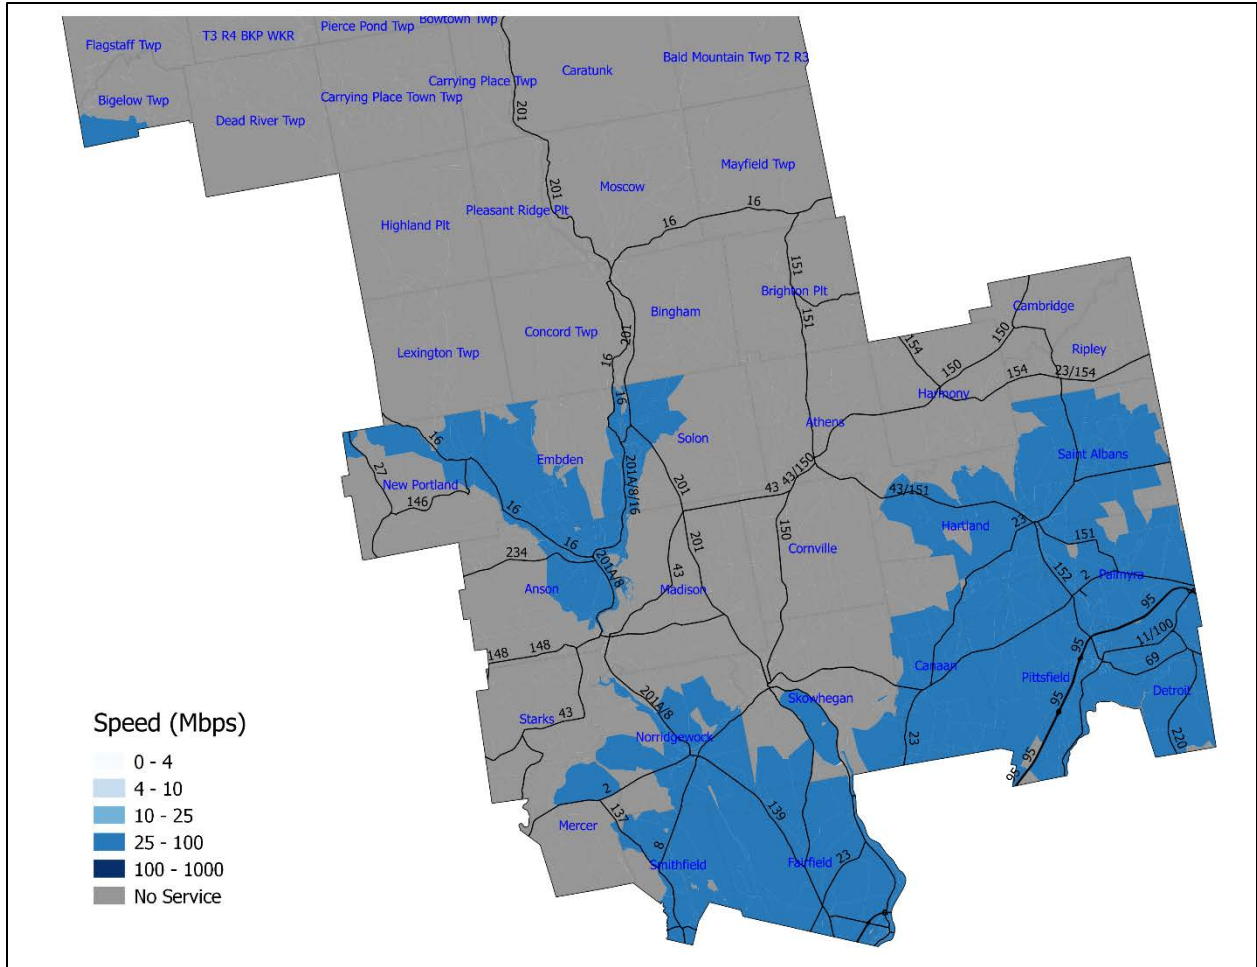 Bowtown Twp
Pierce Pond Twp
T3 R4 BKP WKR
Flagstaff Twp
Bald Mountain Twp T2 R3
Caratunk
Carrying Place Twp
Carrying Place Town Twp
Bigelow Twp
201
Dead River Twp
Mayfield Twp
201
Moscow
16
Pleasant Ridge Plt
16
Highland Plt
151
Brighton Plt
Cambridge
Bingham
151
201
Concord Twp
150
154
Ripley
Lexington Twp
16
150
154
23/154
Harmony
16
Athens
16
Solon
Saint Albans
Embden
27
43/150
New Portland
201A/8/16
201
43
43/151
146
16
Hartland
23
150
151
16
201
Cornville
234
201A/8
152
2
Palmyra
43
Anson
Madison
95
11/100
148
148
95
69
Canaan
Pittsfield
Detroit
201A/8
Skowhegan
95
43
Starks
Norridgewock
23
220
Speed (Mbps)
95
95
0 - 4
4 - 10
2
10 - 25
137
139
Mercer
25 - 100
8
23
Smithfield
Fairfield
100 - 1000
No Service